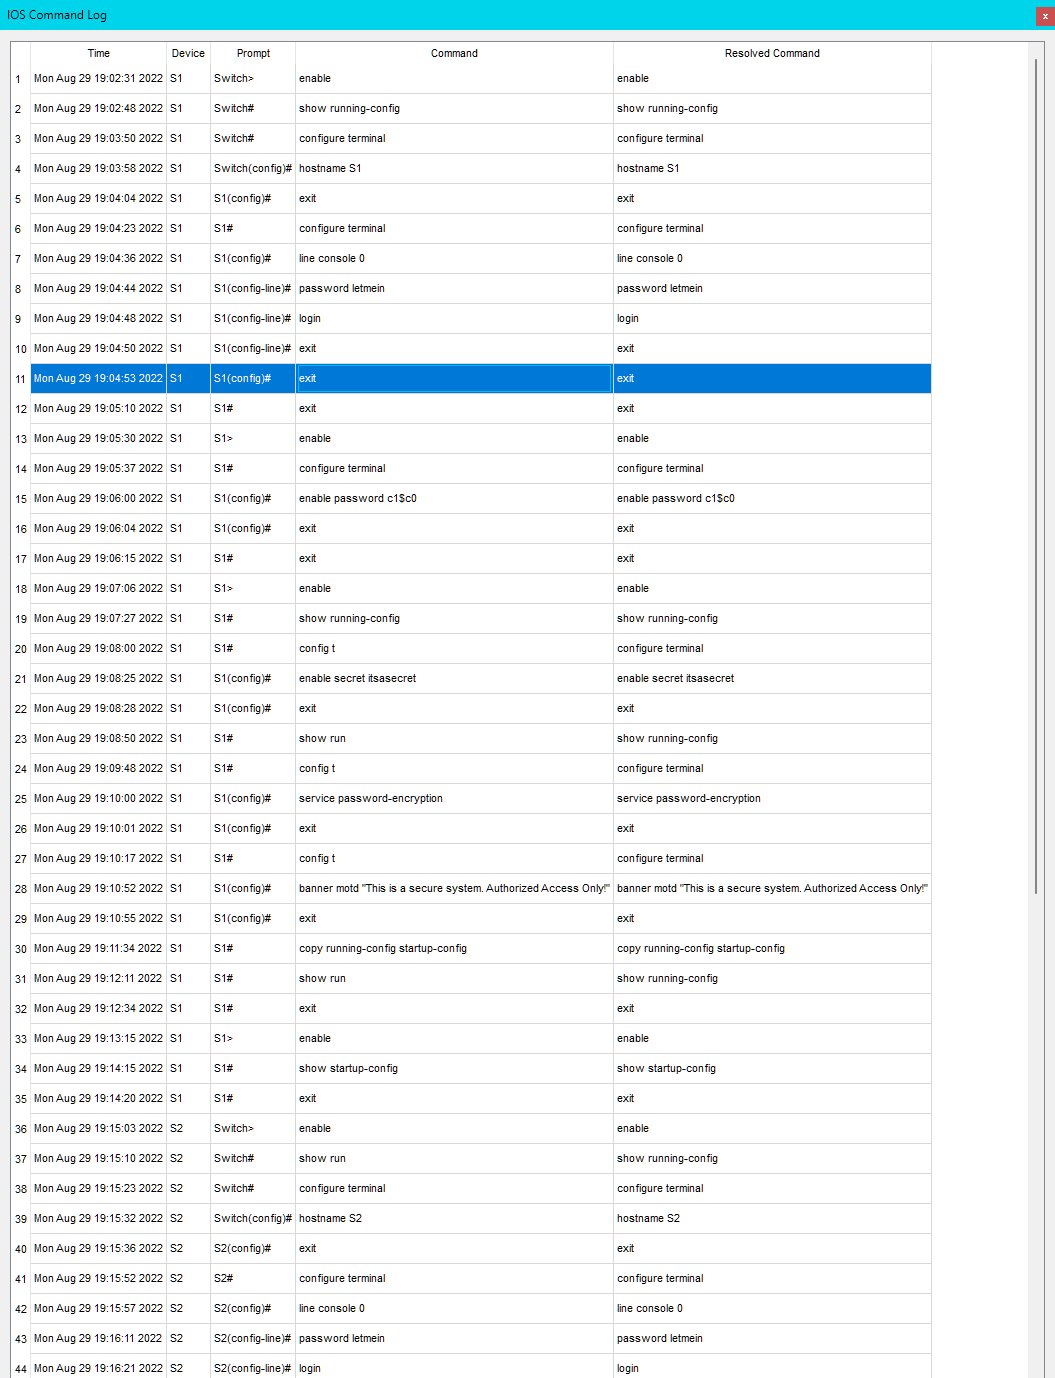 IOS Command Log
x
Time Device Prompt Command Resolved Command
1 Mon Aug 29 19:02:31 2022 S1 Switch> enable enable
2 Mon Aug 29 19:02:48 2022 S1 Switch# show running-config show running-config
3 Mon Aug 29 19:03:50 2022 S1 Switch# configure terminal configure terminal
4 Mon Aug 29 19:03:58 2022 S1 Switch(config)# hostname S1 hostname S1
5 Mon Aug 29 19:04:04 2022 S1 S1(config)# exit exit
6 Mon Aug 29 19:04:23 2022 S1 S1# configure terminal configure terminal
7 Mon Aug 29 19:04:36 2022 S1 S1(config)# line console 0 line console 0
8 Mon Aug 29 19:04:44 2022 S1 S1(config-line)# password letmein password letmein
9 Mon Aug 29 19:04:48 2022 S1 S1(config-line)# login login
10 Mon Aug 29 19:04:50 2022 S1 S1(config-line)# exit exit
11 Mon Aug 29 19:04:53 2022 S1 S1(config)# exit exit
12 Mon Aug 29 19:05:10 2022 S1 S1# exit exit
13 Mon Aug 29 19:05:30 2022 S1 S1> enable enable
14 Mon Aug 29 19:05:37 2022 S1 S1# configure terminal configure terminal
15 Mon Aug 29 19:06:00 2022 S1 S1(config)# enable password c1$c0 enable password c1$c0
16 Mon Aug 29 19:06:04 2022 S1 S1(config)# exit exit
17 Mon Aug 29 19:06:15 2022 S1 S1# exit exit
18 Mon Aug 29 19:07:06 2022 S1 S1> enable enable
19 Mon Aug 29 19:07:27 2022 S1 S1# show running-config show running-config
20 Mon Aug 29 19:08:00 2022 S1 S1# config t configure terminal
21 Mon Aug 29 19:08:25 2022 S1 S1(config)# enable secret itsasecret enable secret itsasecret
22 Mon Aug 29 19:08:28 2022 S1 S1(config)# exit exit
23 Mon Aug 29 19:08:50 2022 S1 S1# show run show running-config
24 Mon Aug 29 19:09:48 2022 S1 S1# config t configure terminal
25 Mon Aug 29 19:10:00 2022 S1 S1(config)# service password-encryption service password-encryption
26 Mon Aug 29 19:10:01 2022 S1 S1(config)# exit exit
27 Mon Aug 29 19:10:17 2022 S1 S1# config t configure terminal
28 Mon Aug 29 19:10:52 2022 S1 S1(config)# banner motd "This is a secure system. Authorized Access Only!" banner motd "This is a secure system. Authorized Access Only!"
29 Mon Aug 29 19:10:55 2022 S1 S1(config)# exit exit
30 Mon Aug 29 19:11:34 2022 S1 S1# copy running-config startup-config copy running-config startup-config
31 Mon Aug 29 19:12:11 2022 S1 S1# show run show running-config
32 Mon Aug 29 19:12:34 2022 S1 S1# exit exit
33 Mon Aug 29 19:13:15 2022 S1 S1> enable enable
34 Mon Aug 29 19:14:15 2022 S1 S1# show startup-config show startup-config
35 Mon Aug 29 19:14:20 2022 S1 S1# exit exit
36 Mon Aug 29 19:15:03 2022 S2 Switch> enable enable
37 Mon Aug 29 19:15:10 2022 S2 Switch# show run show running-config
38 Mon Aug 29 19:15:23 2022 S2 Switch# configure terminal configure terminal
39 Mon Aug 29 19:15:32 2022 S2 Switch(config)# hostname S2 hostname S2
40 Mon Aug 29 19:15:36 2022 S2 S2(config)# exit exit
41 Mon Aug 29 19:15:52 2022 S2 S2# configure terminal configure terminal
42 Mon Aug 29 19:15:57 2022 S2 S2(config)# line console 0 line console 0
43 Mon Aug 29 19:16:11 2022 S2 S2(config-line)# password letmein password letmein
44 Mon Aug 29 19:16:21 2022 S2 S2(config-line)# login login